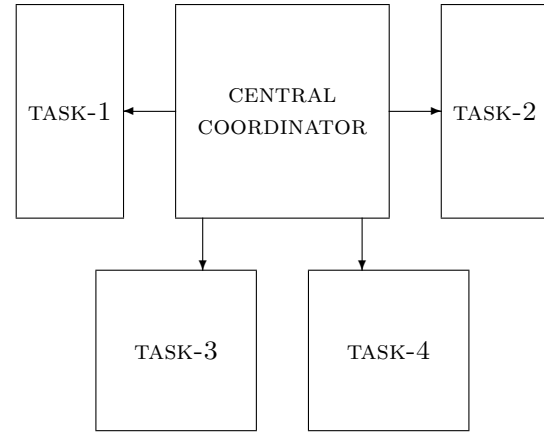 CENTRAL
COORDINATOR
TASK-1
TASK-2
TASK-3
TASK-4